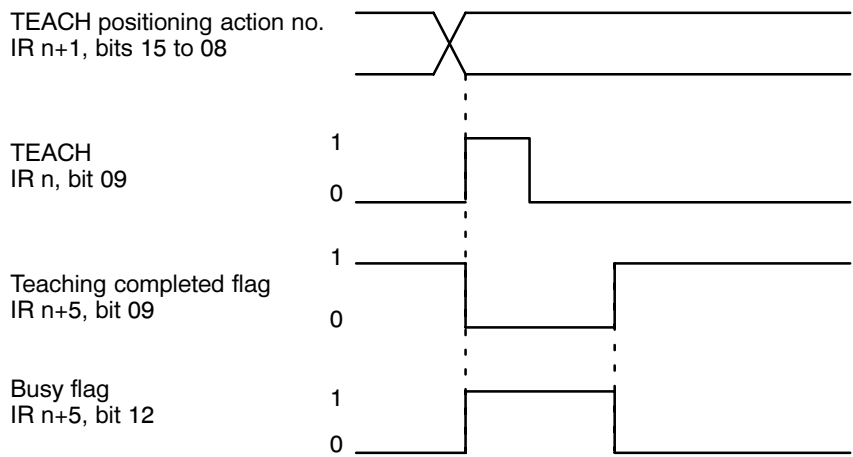 TEACH positioning action no.
IR n+1, bits 15 to 08
TEACH
IR n, bit 09
1
0
Teaching completed flag
IR n+5, bit 09
1
0
Busy flag
IR n+5, bit 12
1
0